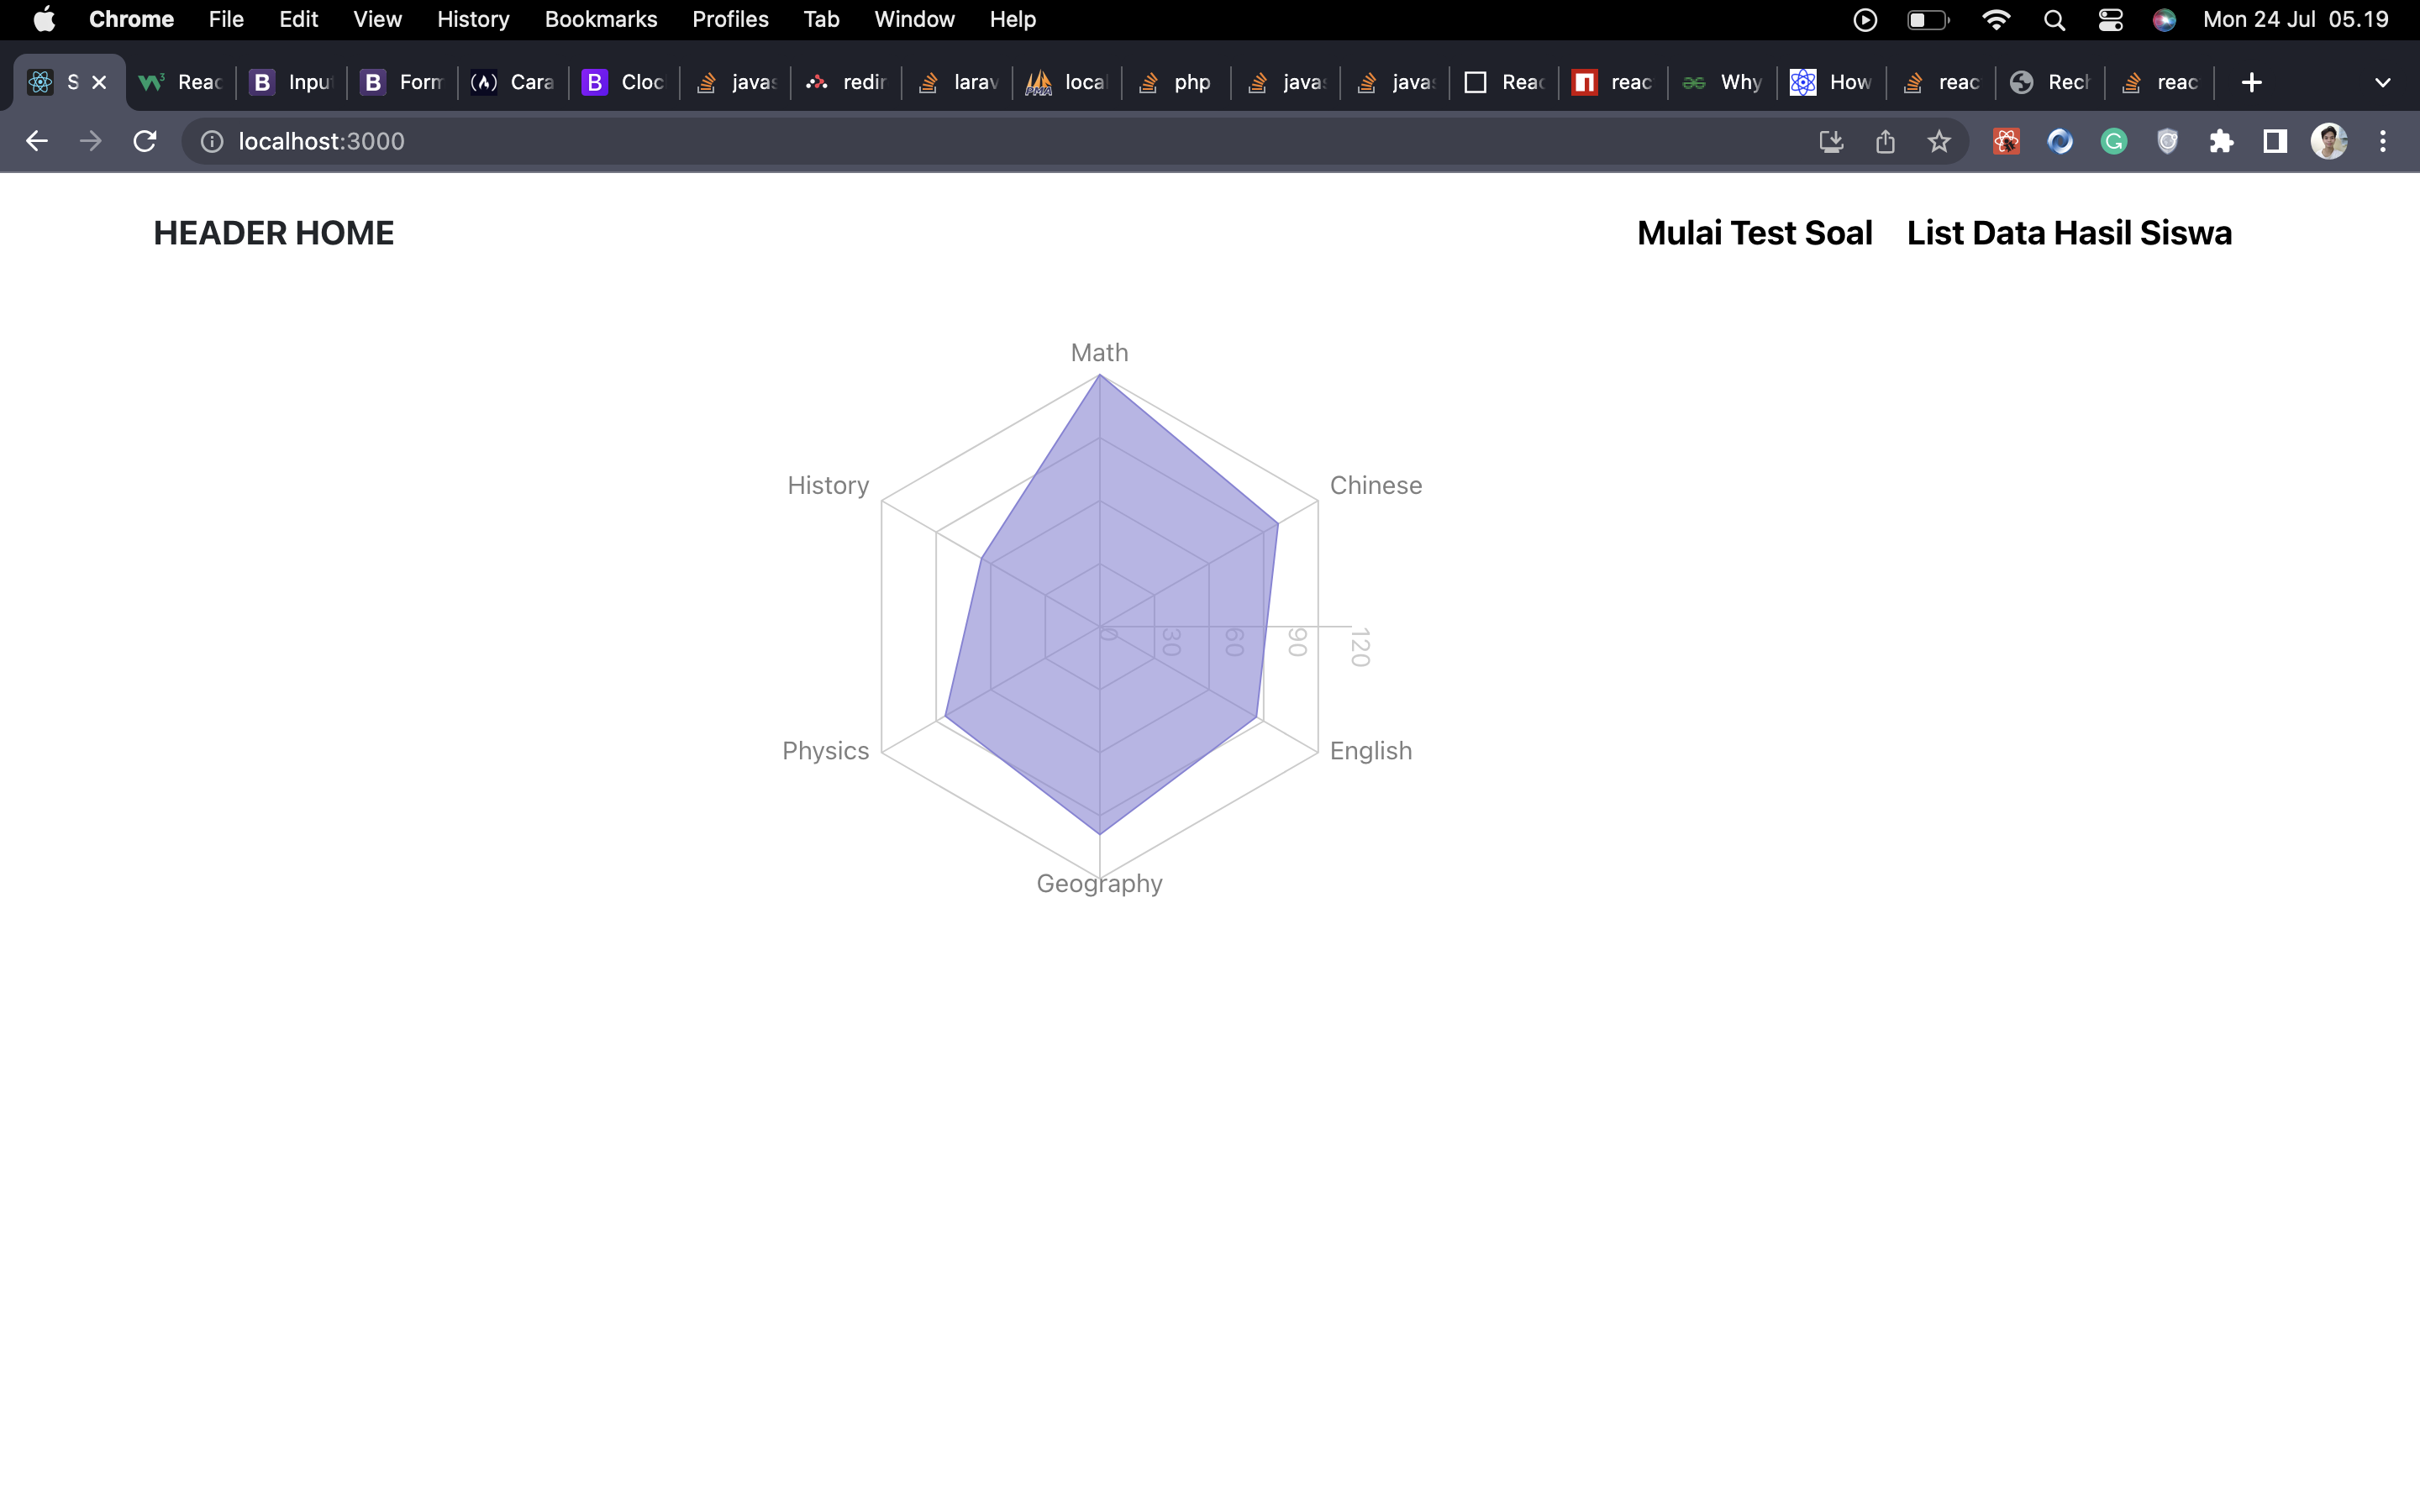 Chrome File Edit View History Bookmarks Profiles Tab Window Help Mon 24 Jul 05.19
S Reac Inpu Form Cara Cloc javas redir larav local php javas javas Reac reac Why How reac Rech reac
localhost:3000
HEADER HOME Mulai Test Soal List Data Hasil Siswa
Math
History Chinese
0 30 60 90 120
Physics English
Geography